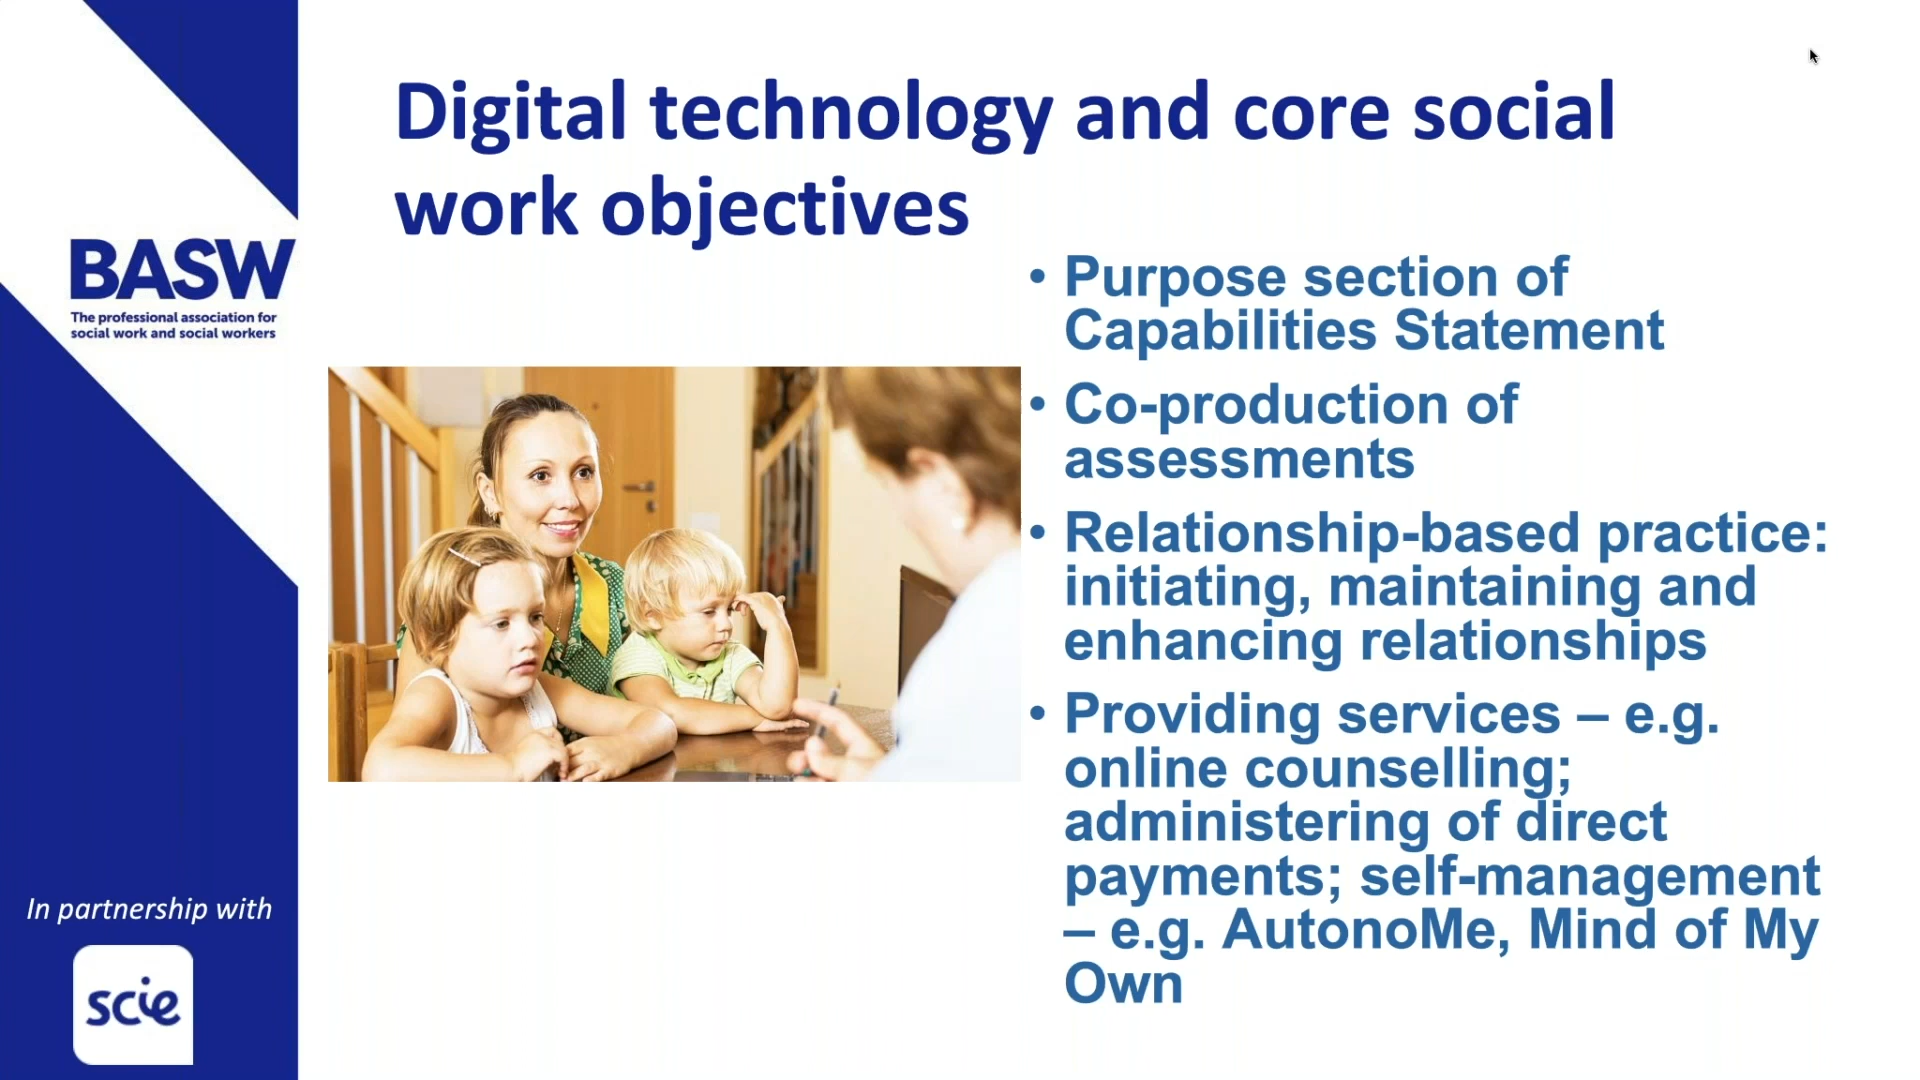 Digital technology and core social
work objectives
BASW
The professional association for
social work and social workers
• Purpose section of
Capabilities Statement
• Co-production of
assessments
• Relationship-based practice:
initiating, maintaining and
enhancing relationships
• Providing services – e.g.
online counselling;
administering of direct
payments; self-management
– e.g. AutonoMe, Mind of My
Own
In partnership with
scie